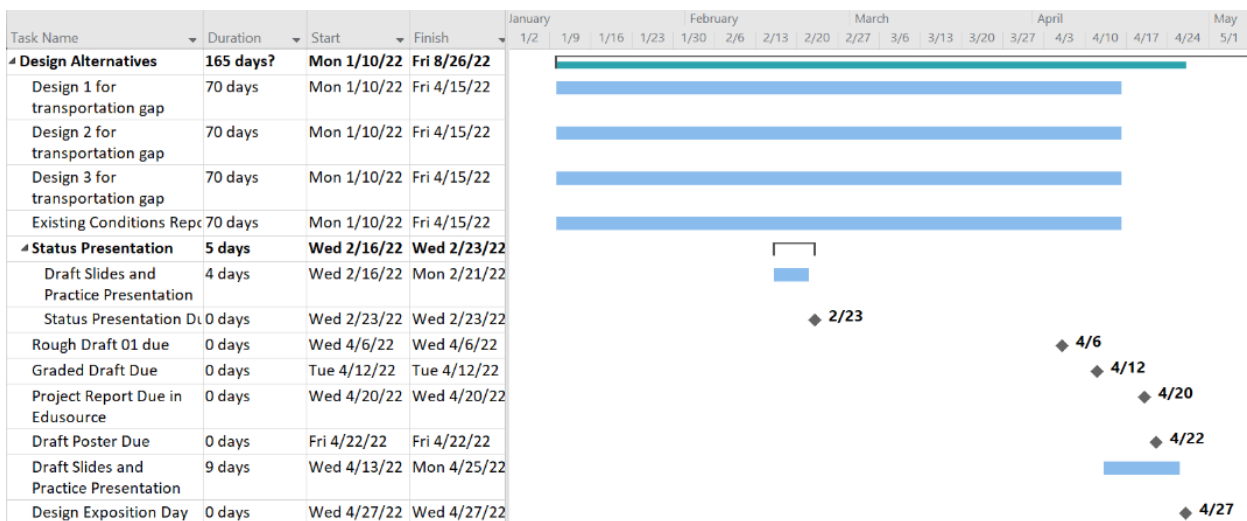 January February March April May
Task Name Duration Start Finish 1/2 1/9 1/16 1/23 1/30 2/6 2/13 2/20 2/27 3/6 3/13 3/20 3/27 4/3 4/10 4/17 4/24 5/1
Design Alternatives 165 days? Mon 1/10/22 Fri 8/26/22
Design 1 for 70 days Mon 1/10/22 Fri 4/15/22
transportation gap
Design 2 for 70 days Mon 1/10/22 Fri 4/15/22
transportation gap
Design 3 for 70 days Mon 1/10/22 Fri 4/15/22
transportation gap
Existing Conditions Repo 70 days Mon 1/10/22 Fri 4/15/22
Status Presentation 5 days Wed 2/16/22 Wed 2/23/22
Draft Slides and 4 days Wed 2/16/22 Mon 2/21/22
Practice Presentation
Status Presentation Du 0 days Wed 2/23/22 Wed 2/23/22 2/23
Rough Draft 01 due 0 days Wed 4/6/22 Wed 4/6/22 4/6
Graded Draft Due 0 days Tue 4/12/22 Tue 4/12/22 4/12
Project Report Due in 0 days Wed 4/20/22 Wed 4/20/22 4/20
Edusource
Draft Poster Due 0 days Fri 4/22/22 Fri 4/22/22 4/22
Draft Slides and 9 days Wed 4/13/22 Mon 4/25/22
Practice Presentation
Design Exposition Day 0 days Wed 4/27/22 Wed 4/27/22 4/27